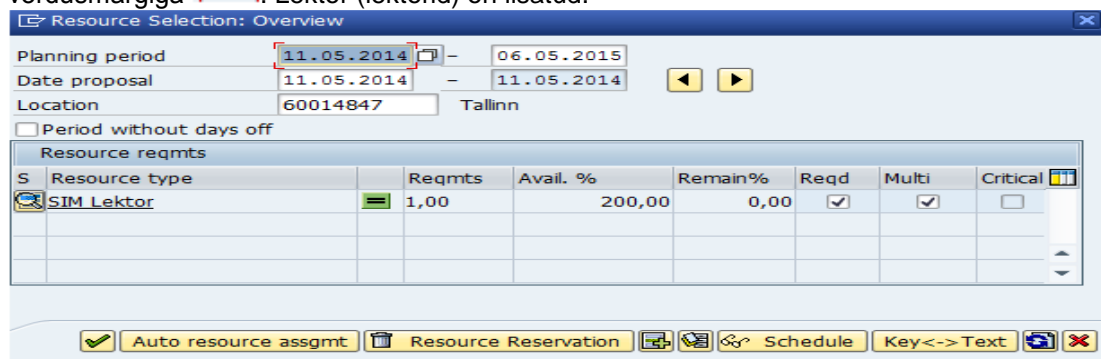 võrdusmärgiga . Lektor (lektorid) on lisatud.
Resource Selection: Overview
Planning period 11.05.2014 – 06.05.2015
Date proposal 11.05.2014 – 11.05.2014
Location 60014847 Tallinn
Period without days off
Resource reqmts
S Resource type Reqmts Avail. % Remain% Reqd Multi Critical
SIM Lektor 1,00 200,00 0,00
Auto resource assgmt Resource Reservation Schedule Key<->Text